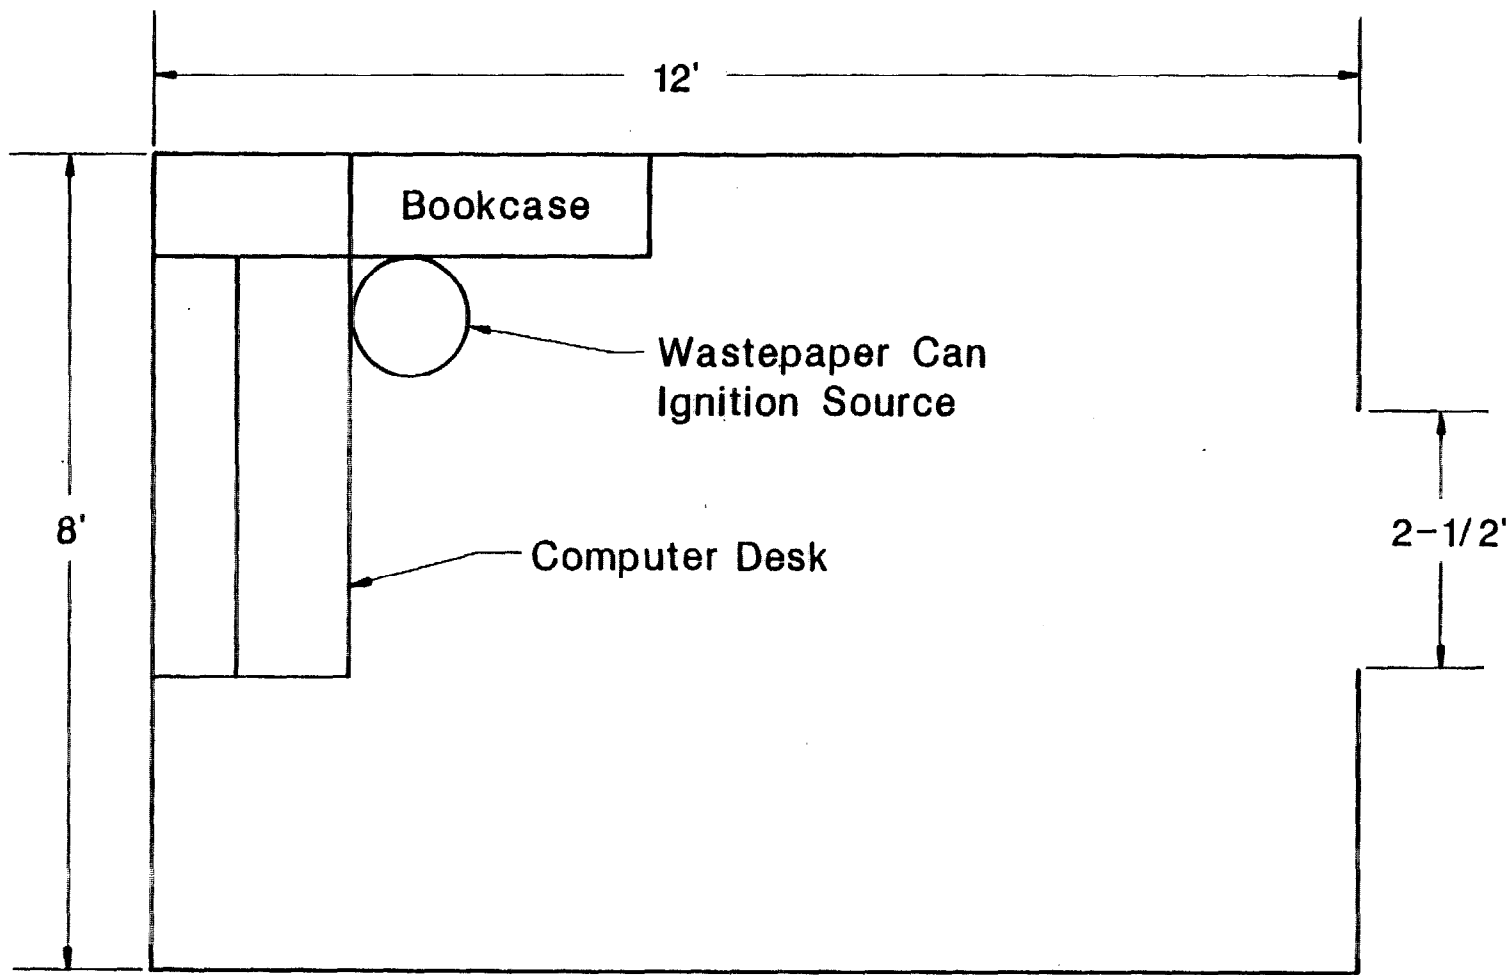 12'
Bookcase
Wastepaper Can
Ignition Source
8'
2-1/2'
Computer Desk